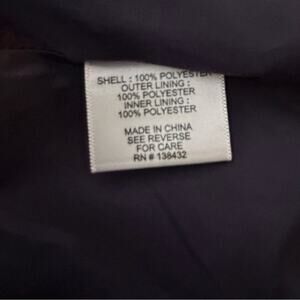 SHELL : 100% POLYESTER
OUTER LINING :
100% POLYESTER
INNER LINING :
100% POLYESTER
MADE IN CHINA
SEE REVERSE
FOR CARE
RN # 138432